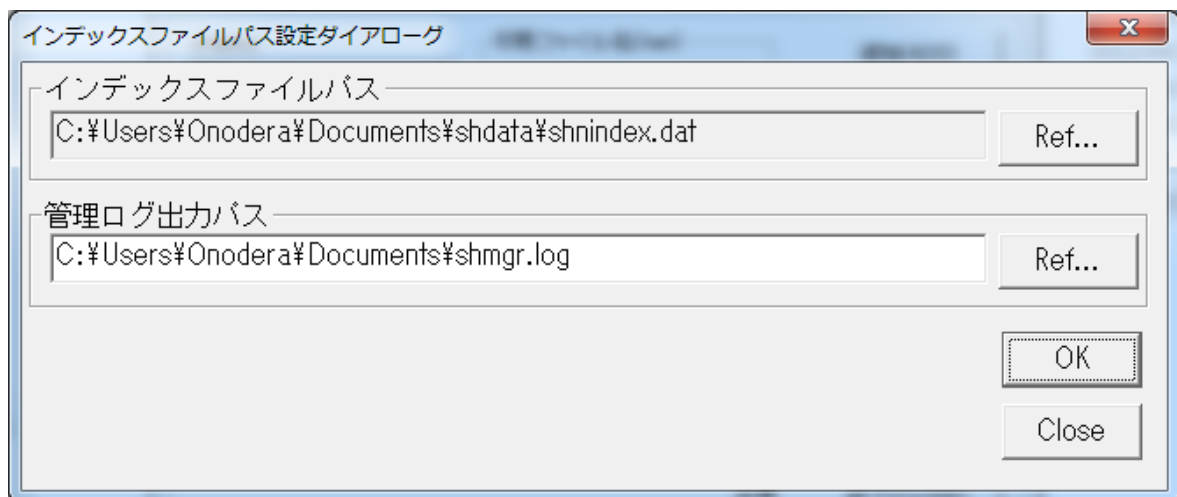 インデックスファイルパス設定ダイアローグ
インデックスファイルパス
C:¥Users¥Onodera¥Documents¥shdata¥shnindex.dat
Ref...
管理ログ出力パス
C:¥Users¥Onodera¥Documents¥shmgr.log
Ref...
OK
Close